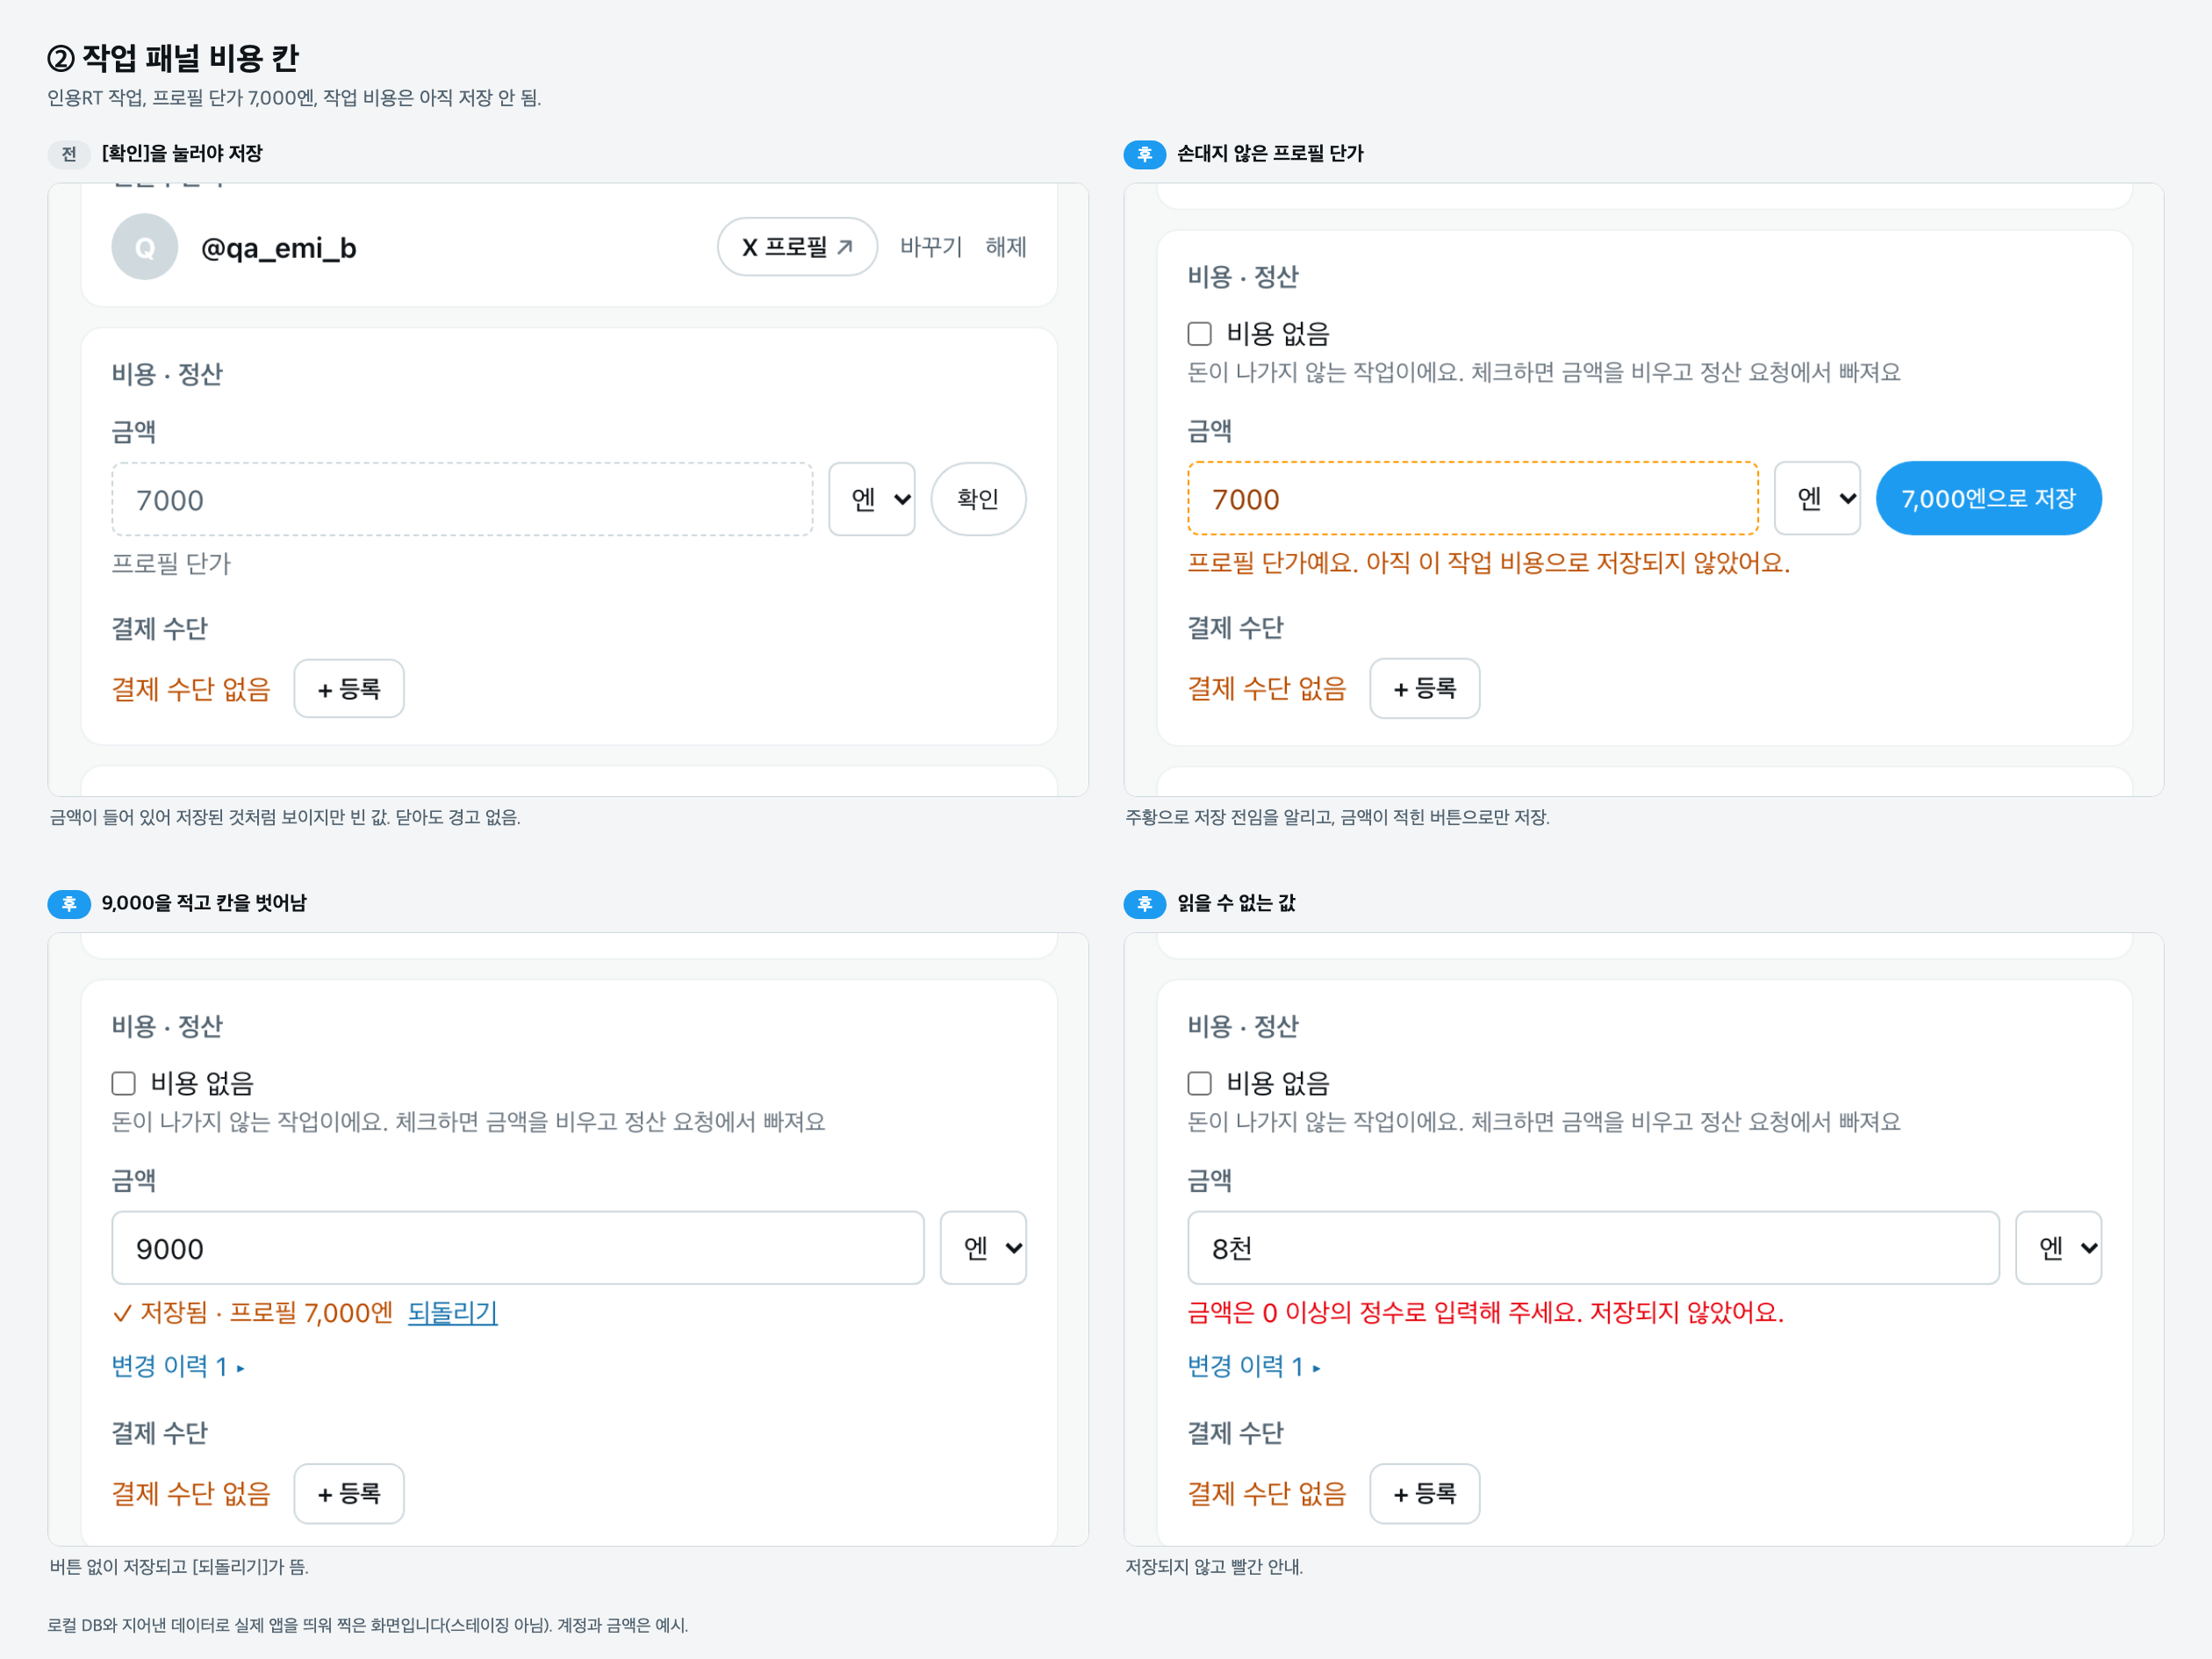 ② 작업 패널 비용 칸
인용RT 작업, 프로필 단가 7,000엔, 작업 비용은 아직 저장 안 됨.
전 [확인]을 눌러야 저장
Q @qa_emi_b X 프로필 ↗ 바꾸기 해제
비용 · 정산
금액
7000 엔 확인
프로필 단가
결제 수단
결제 수단 없음 + 등록
금액이 들어 있어 저장된 것처럼 보이지만 빈 값. 닫아도 경고 없음.
후 손대지 않은 프로필 단가
비용 · 정산
비용 없음
돈이 나가지 않는 작업이에요. 체크하면 금액을 비우고 정산 요청에서 빠져요
금액
7000 엔 7,000엔으로 저장
프로필 단가예요. 아직 이 작업 비용으로 저장되지 않았어요.
결제 수단
결제 수단 없음 + 등록
주황으로 저장 전임을 알리고, 금액이 적힌 버튼으로만 저장.
후 9,000을 적고 칸을 벗어남
비용 · 정산
비용 없음
돈이 나가지 않는 작업이에요. 체크하면 금액을 비우고 정산 요청에서 빠져요
금액
9000 엔
✓ 저장됨 · 프로필 7,000엔 되돌리기
변경 이력 1 ▸
결제 수단
결제 수단 없음 + 등록
버튼 없이 저장되고 [되돌리기]가 뜸.
후 읽을 수 없는 값
비용 · 정산
비용 없음
돈이 나가지 않는 작업이에요. 체크하면 금액을 비우고 정산 요청에서 빠져요
금액
8천 엔
금액은 0 이상의 정수로 입력해 주세요. 저장되지 않았어요.
변경 이력 1 ▸
결제 수단
결제 수단 없음 + 등록
저장되지 않고 빨간 안내.
로컬 DB와 지어낸 데이터로 실제 앱을 띄워 찍은 화면입니다(스테이징 아님). 계정과 금액은 예시.